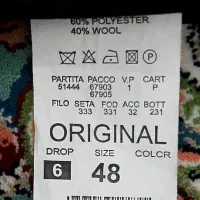 60% POLYESTER
40% WOOL
PARTITA PACCO V.P CART
51444 67903 1 P
67905
FILO SETA FOD ACC BOTT
333 331 32 231
ORIGINAL
DROP SIZE COLOR
6 48